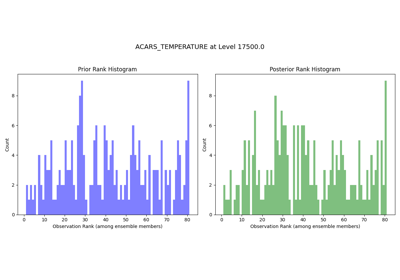 ACARS_TEMPERATURE at Level 17500.0
Prior Rank Histogram
Posterior Rank Histogram
Count
8
6
4
2
0
0 10 20 30 40 50 60 70 80
Observation Rank (among ensemble members)
Count
8
6
4
2
0
0 10 20 30 40 50 60 70 80
Observation Rank (among ensemble members)